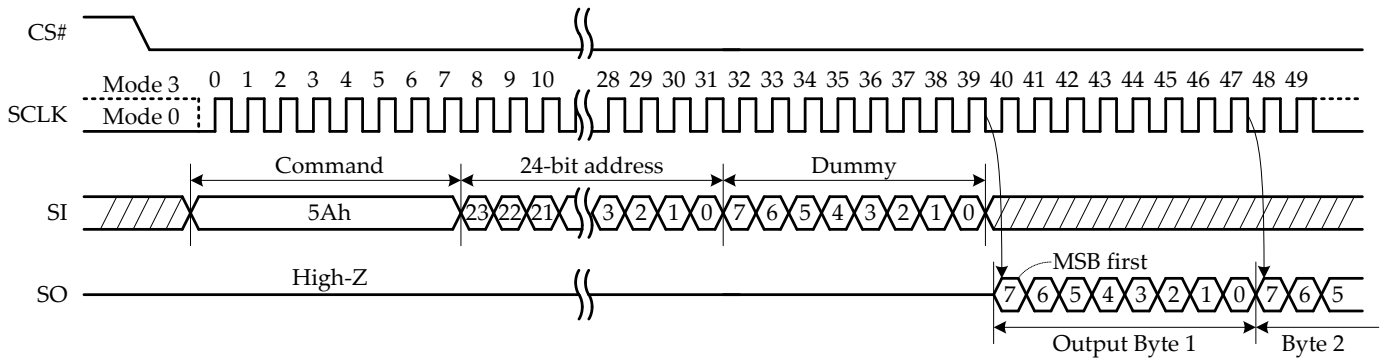 CS#
0 1 2 3 4 5 6 7 8 9 10 28 29 30 31 32 33 34 35 36 37 38 39 40 41 42 43 44 45 46 47 48 49
Mode 3
SCLK
Mode 0
Command 24-bit address Dummy
SI 5Ah 23 22 21 3 2 1 0 7 6 5 4 3 2 1 0
High-Z MSB first
SO 7 6 5 4 3 2 1 0 7 6 5
Output Byte 1 Byte 2